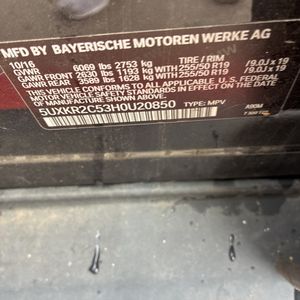 MFD BY BAYERISCHE MOTOREN WERKE AG
10/16 TIRE / RIM
GVWR 6069 lbs 2753 kg
GAWR FRONT 2630 lbs 1193 kg WITH 255/50 R19 /9.0J x 19
GAWR REAR 3589 lbs 1628 kg WITH 255/50 R19 /9.0J x 19
THIS VEHICLE CONFORMS TO ALL APPLICABLE U.S. FEDERAL
MOTOR VEHICLE SAFETY STANDARDS IN EFFECT ON THE
DATE OF MANUFACTURE SHOWN ABOVE.
5UXKR2C53H0U20850 TYPE: MPV